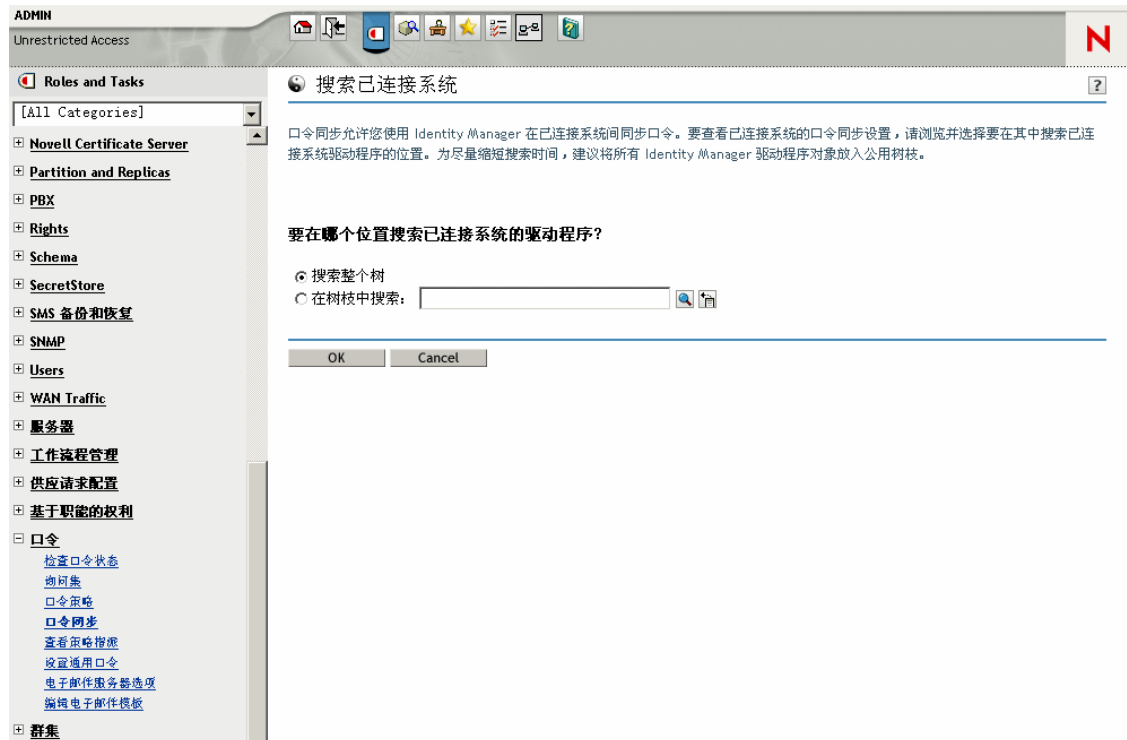 ADMIN
Unrestricted Access
N
Roles and Tasks
[All Categories]
Novell Certificate Server
Partition and Replicas
PBX
Rights
Schema
SecretStore
SMS 备份和恢复
SNMP
Users
WAN Traffic
服务器
工作流程管理
供应请求配置
基于职能的权利
口令
检查口令状态
询问集
口令策略
口令同步
查看策略指派
设置通用口令
电子邮件服务器选项
编辑电子邮件模板
群集
搜索已连接系统
?
口令同步允许您使用 Identity Manager 在已连接系统间同步口令。要查看已连接系统的口令同步设置，请浏览并选择要在其中搜索已连
接系统驱动程序的位置。为尽量缩短搜索时间，建议将所有 Identity Manager 驱动程序对象放入公用树枝。
要在哪个位置搜索已连接系统的驱动程序?
搜索整个树
在树枝中搜索:
OK Cancel